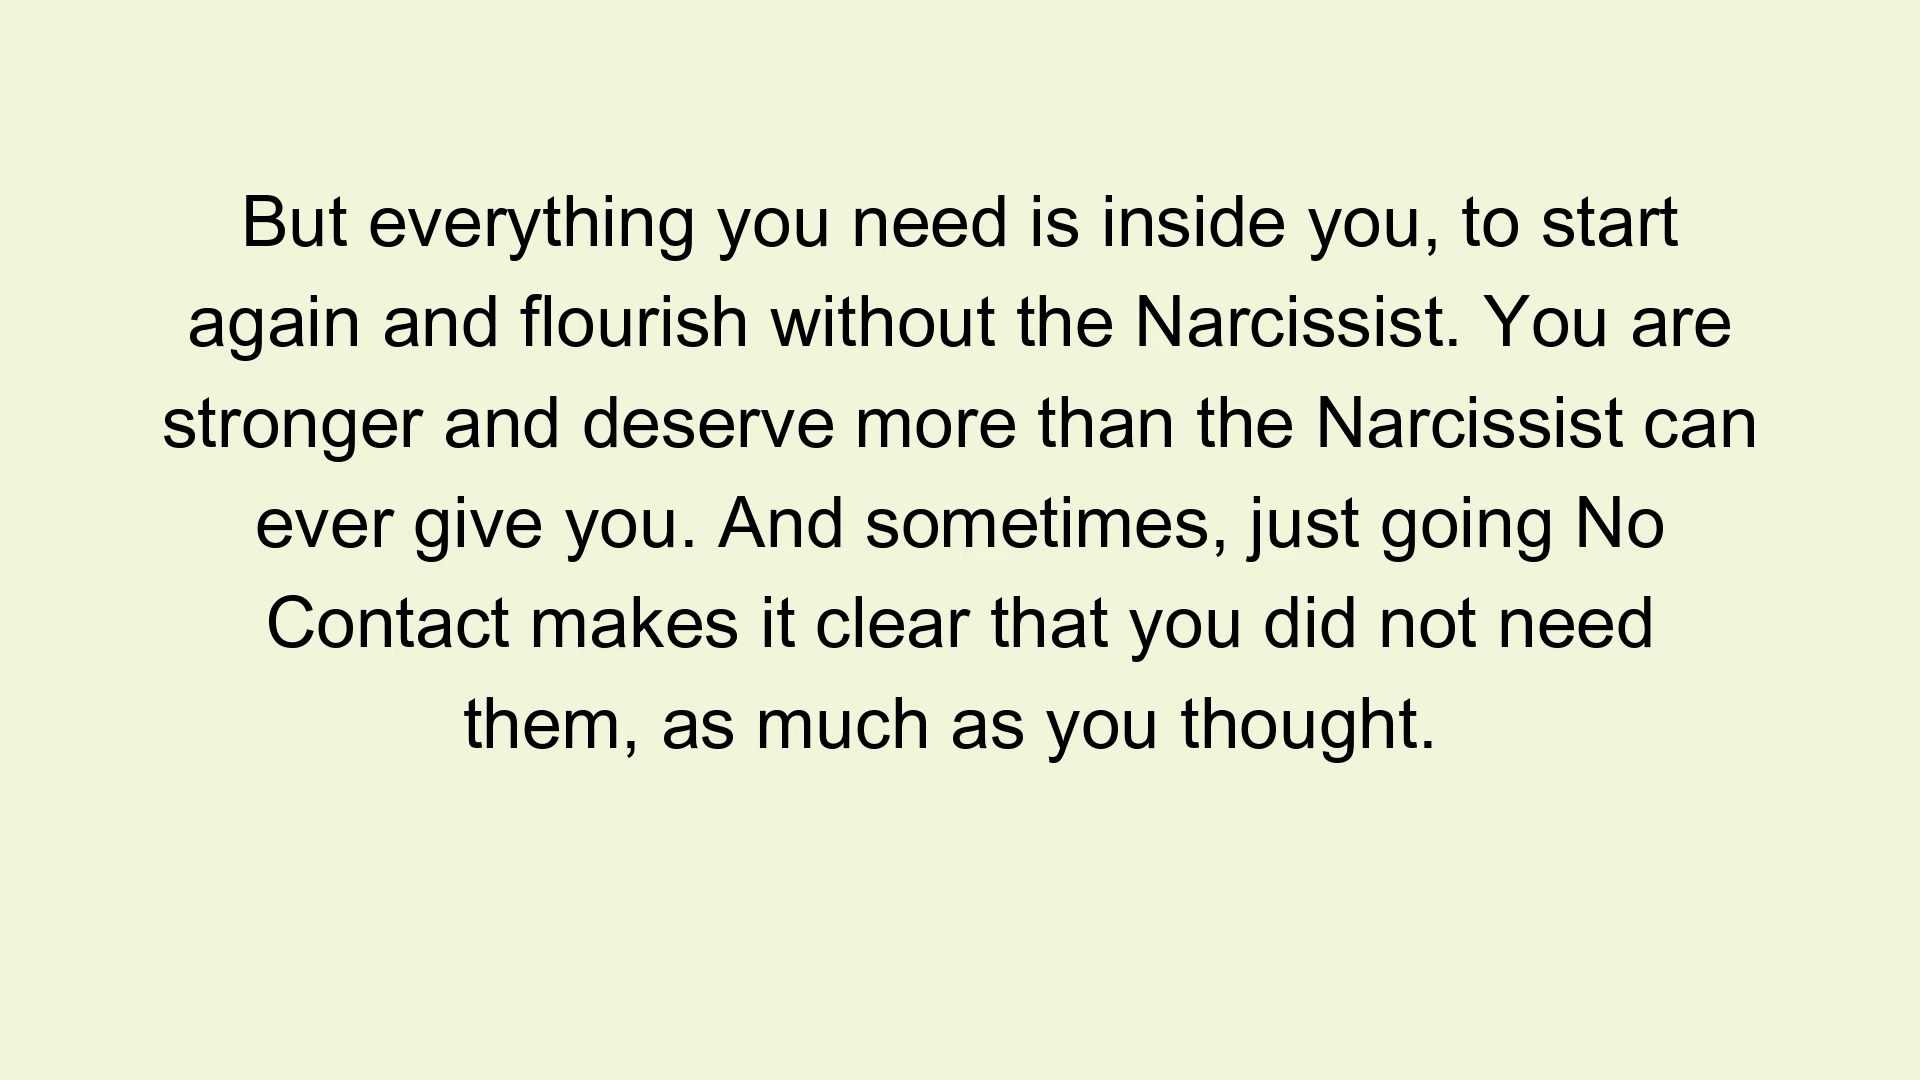 But everything you need is inside you, to start
again and flourish without the Narcissist. You are
stronger and deserve more than the Narcissist can
ever give you. And sometimes, just going No
Contact makes it clear that you did not need
them, as much as you thought.